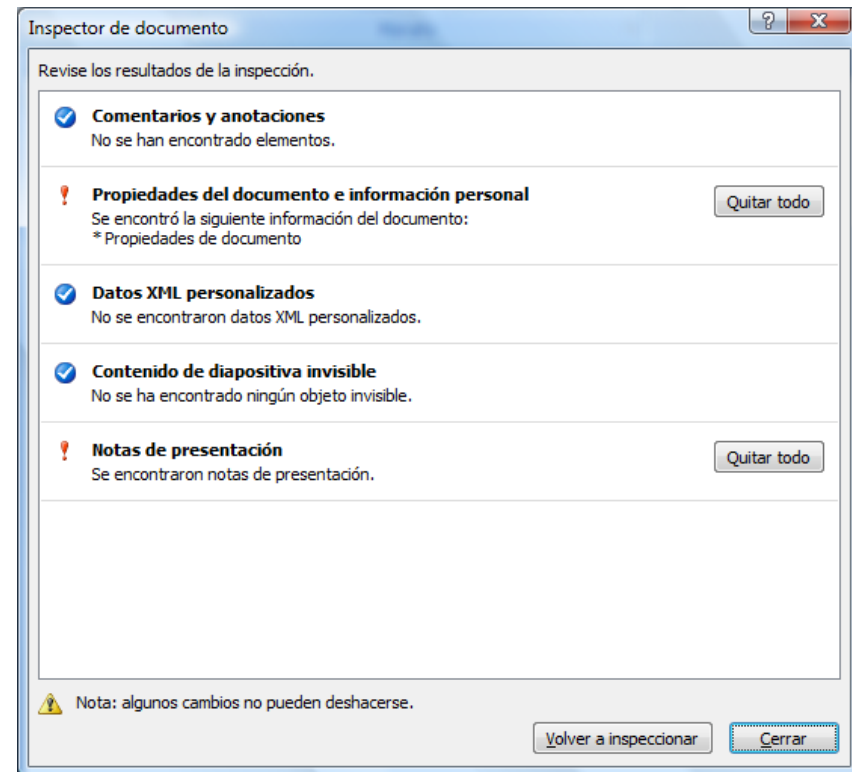 Inspector de documento
Revise los resultados de la inspección.
Comentarios y anotaciones
No se han encontrado elementos.
Propiedades del documento e información personal
Quitar todo
Se encontró la siguiente información del documento:
* Propiedades de documento
Datos XML personalizados
No se encontraron datos XML personalizados.
Contenido de diapositiva invisible
No se ha encontrado ningún objeto invisible.
Notas de presentación
Quitar todo
Se encontraron notas de presentación.
Nota: algunos cambios no pueden deshacerse.
Volver a inspeccionar Cerrar